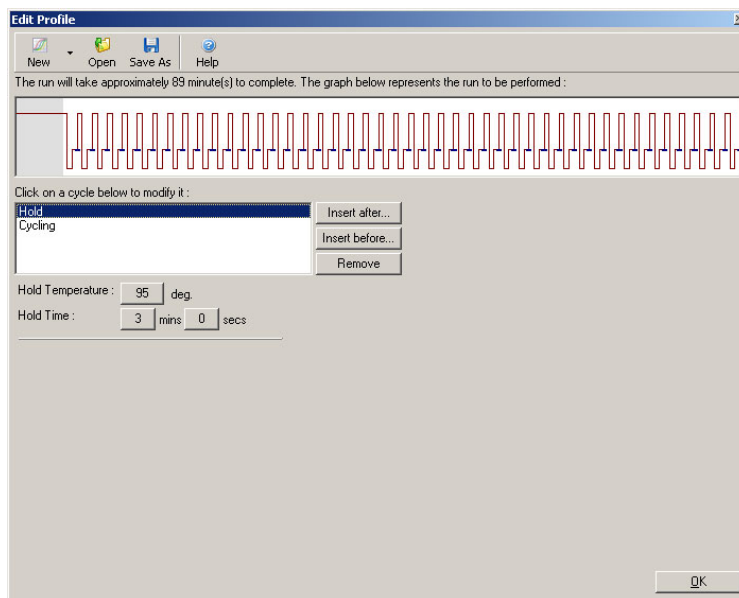 Edit Profile
New Open Save As Help
The run will take approximately 89 minute(s) to complete. The graph below represents the run to be performed :
Click on a cycle below to modify it :
Hold
Cycling
Insert after...
Insert before...
Remove
Hold Temperature : 95 deg.
Hold Time : 3 mins 0 secs
OK